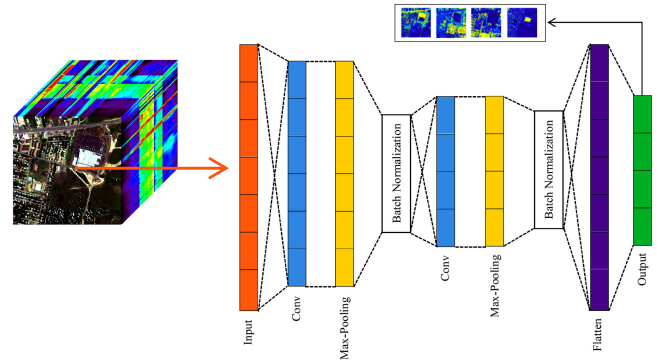 Input
Conv
Max-Pooling
Batch Normalization
Conv
Max-Pooling
Batch Normalization
Flatten
Output